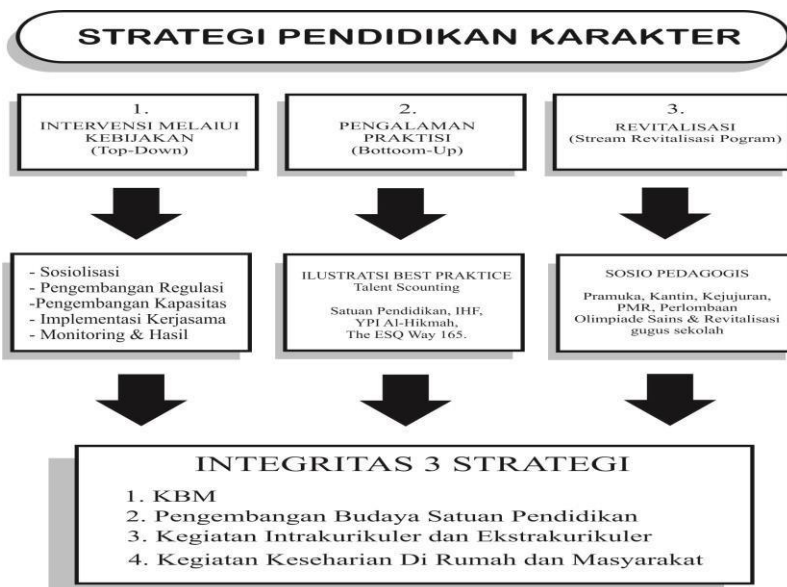 STRATEGI PENDIDIKAN KARAKTER
1.
INTERVENSI MELAIUI
KEBIJAKAN
(Top-Down)
2.
PENGALAMAN
PRAKTISI
(Bottoom-Up)
3.
REVITALISASI
(Stream Revitalisasi Pogram)
- Sosiolisasi
- Pengembangan Regulasi
-Pengembangan Kapasitas
- Implementasi Kerjasama
- Monitoring & Hasil
ILUSTRATSI BEST PRAKTICE
Talent Scounting
Satuan Pendidikan, IHF,
YPI Al-Hikmah,
The ESQ Way 165.
SOSIO PEDAGOGIS
Pramuka, Kantin, Kejujuran,
PMR, Perlombaan
Olimpiade Sains & Revitalisasi
gugus sekolah
INTEGRITAS 3 STRATEGI
1. KBM
2. Pengembangan Budaya Satuan Pendidikan
3. Kegiatan Intrakurikuler dan Ekstrakurikuler
4. Kegiatan Keseharian Di Rumah dan Masyarakat